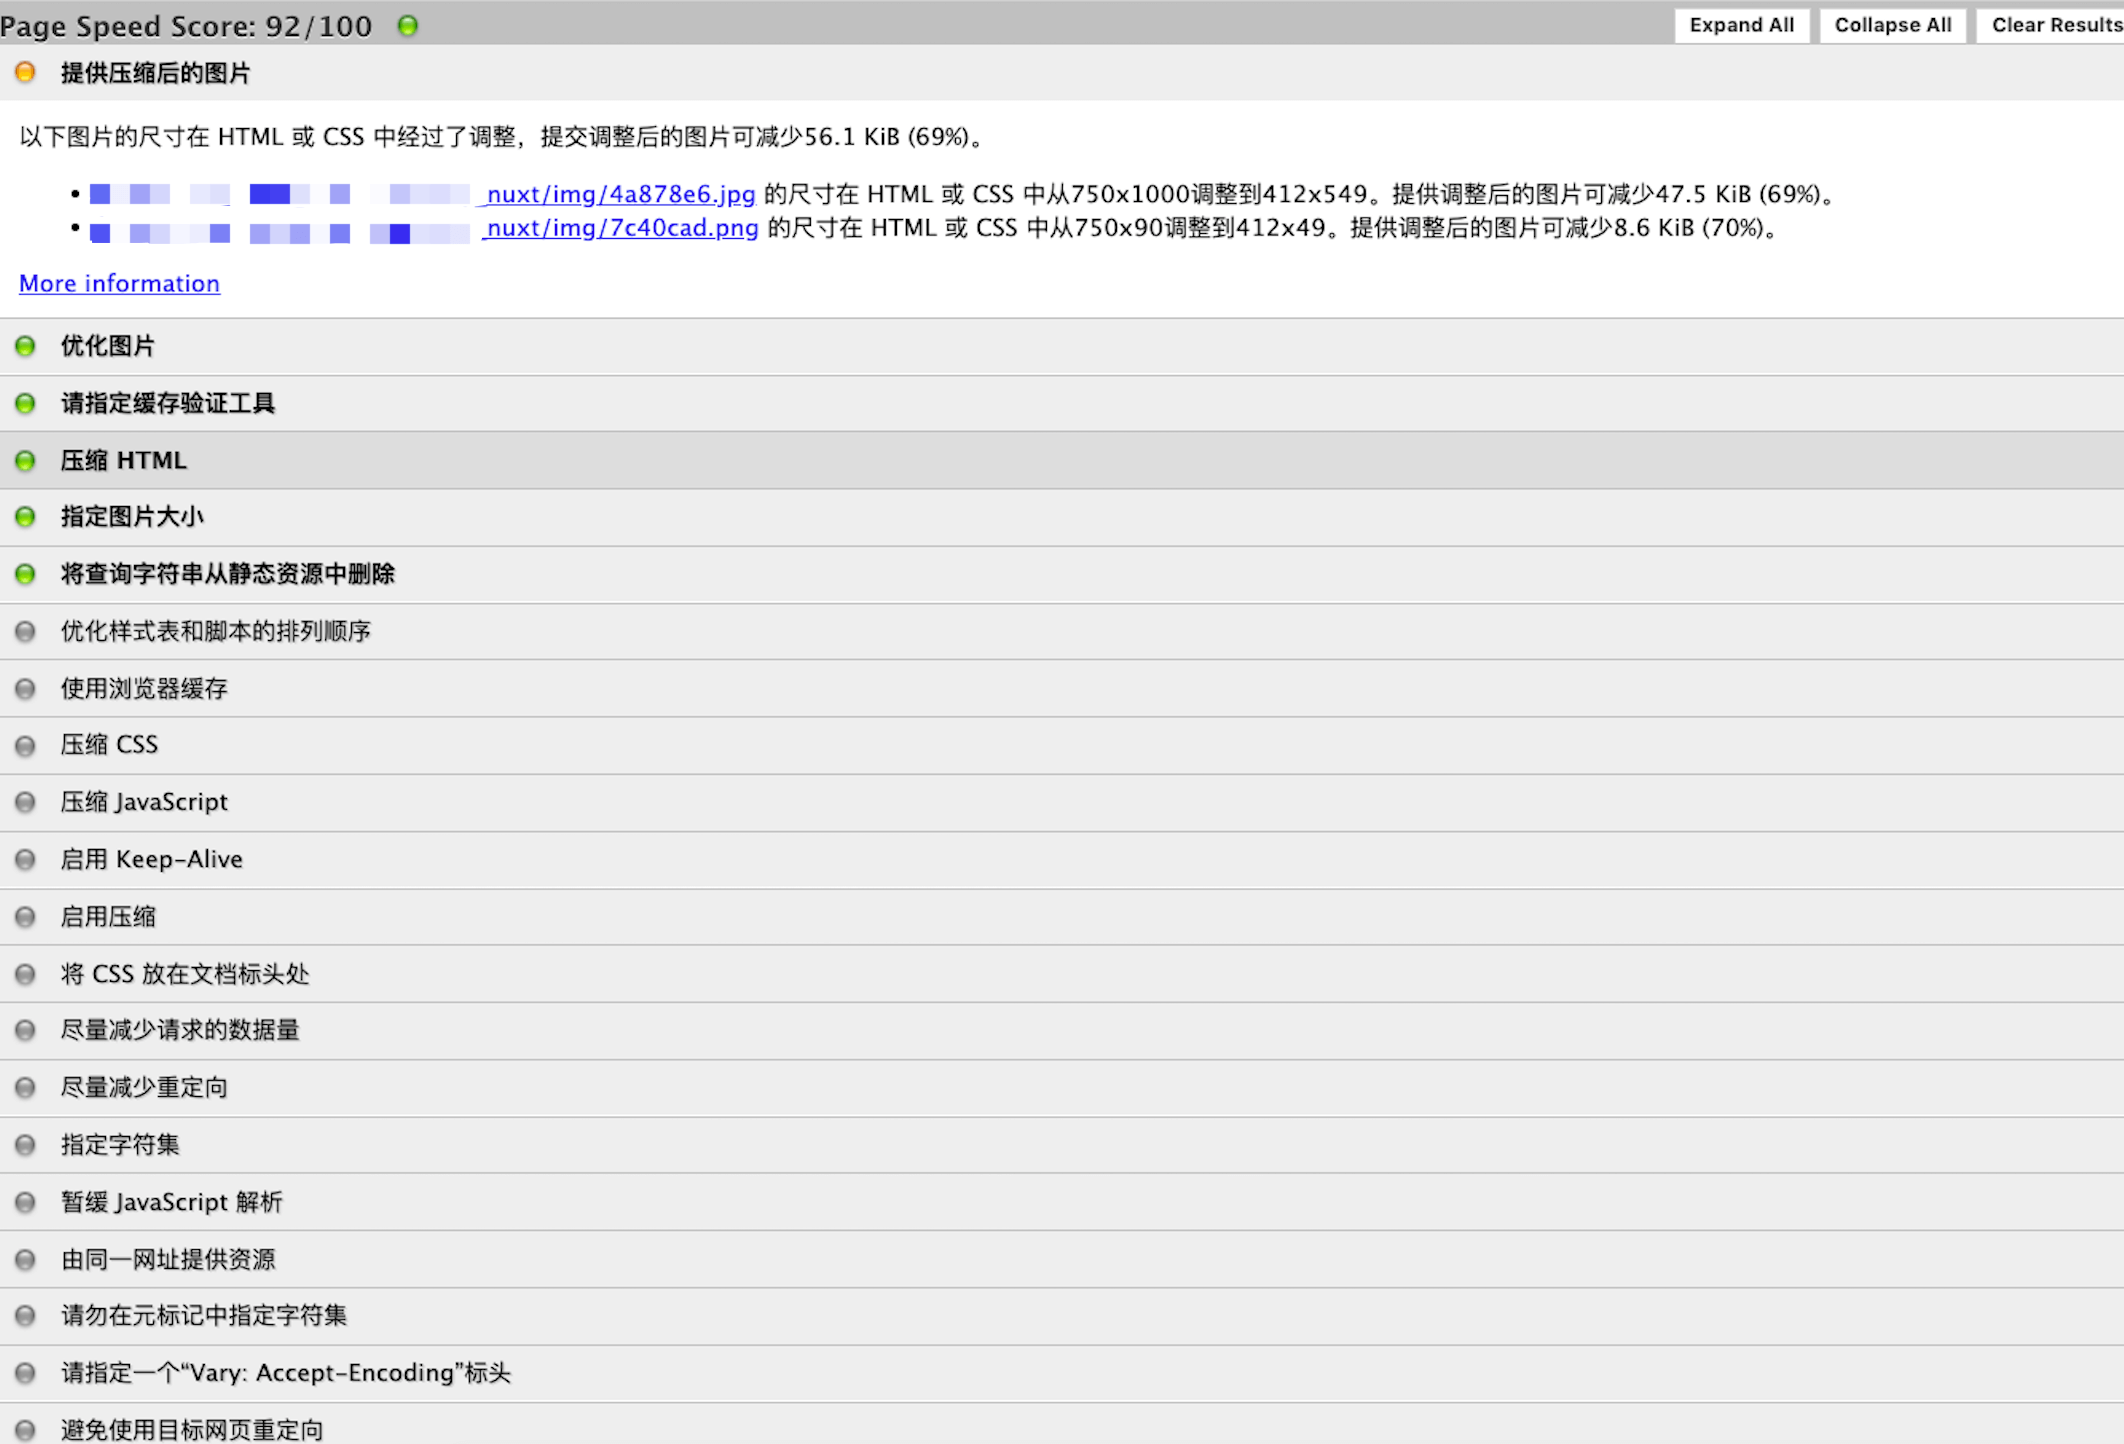 Page Speed Score: 92/100
Expand All
Collapse All
Clear Results
提供压缩后的图片
以下图片的尺寸在 HTML 或 CSS 中经过了调整，提交调整后的图片可减少56.1 KiB (69%)。
• _nuxt/img/4a878e6.jpg 的尺寸在 HTML 或 CSS 中从750x1000调整到412x549。提供调整后的图片可减少47.5 KiB (69%)。
• _nuxt/img/7c40cad.png 的尺寸在 HTML 或 CSS 中从750x90调整到412x49。提供调整后的图片可减少8.6 KiB (70%)。
More information
优化图片
请指定缓存验证工具
压缩 HTML
指定图片大小
将查询字符串从静态资源中删除
优化样式表和脚本的排列顺序
使用浏览器缓存
压缩 CSS
压缩 JavaScript
启用 Keep-Alive
启用压缩
将 CSS 放在文档标头处
尽量减少请求的数据量
尽量减少重定向
指定字符集
暂缓 JavaScript 解析
由同一网址提供资源
请勿在元标记中指定字符集
请指定一个“Vary: Accept-Encoding”标头
避免使用目标网页重定向